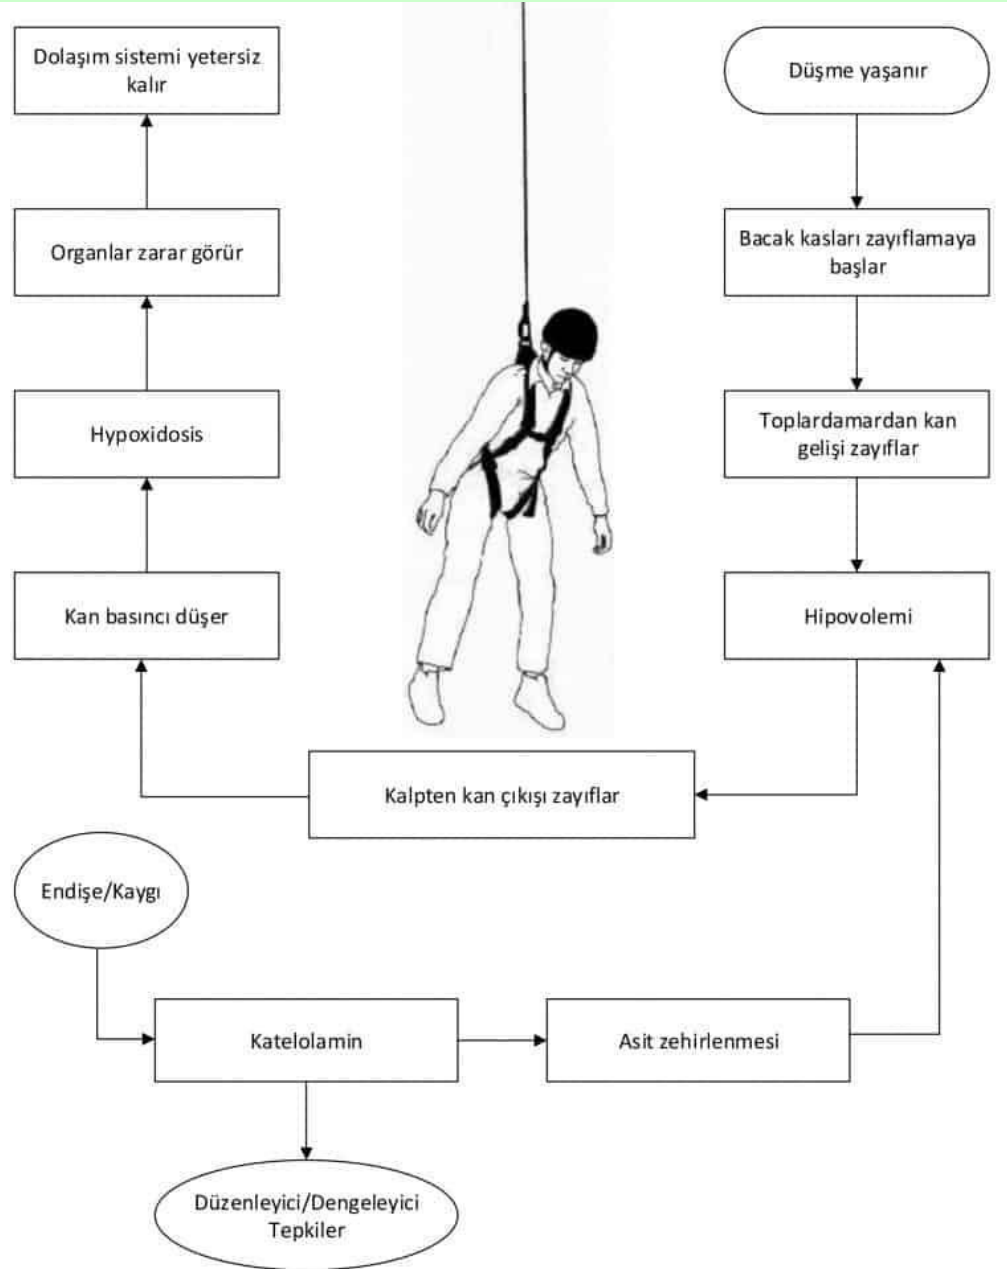 Dolaşım sistemi yetersiz
kalır
Düşme yaşanır
Organlar zarar görür
Bacak kasları zayıflamaya
başlar
Hypoxidosis
Toplardamardan kan
gelişi zayıflar
Kan basıncı düşer
Hipovolemi
Kalpten kan çıkışı zayıflar
Endişe/Kaygı
Katelolamin
Asit zehirlenmesi
Düzenleyici/Dengeleyici
Tepkiler